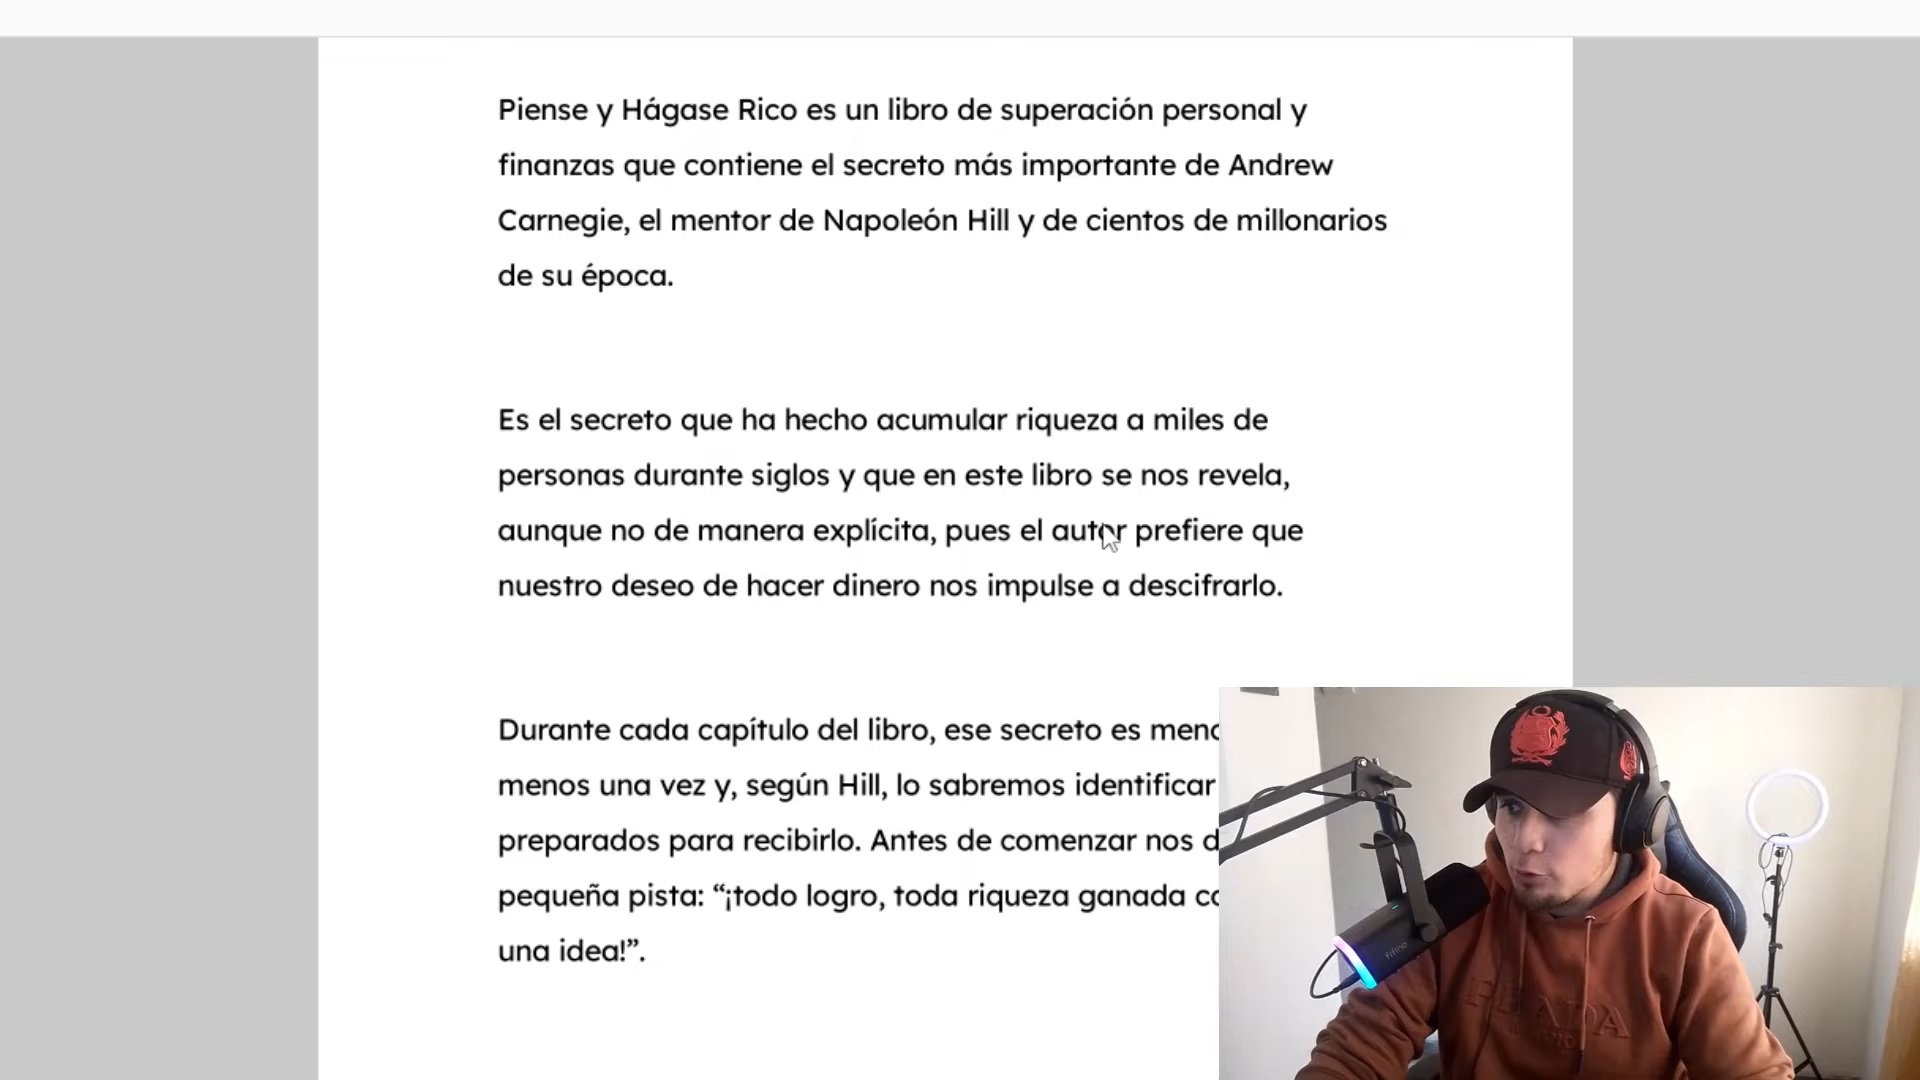 Piense y Hágase Rico es un libro de superación personal y
finanzas que contiene el secreto más importante de Andrew
Carnegie, el mentor de Napoleón Hill y de cientos de millonarios
de su época.
Es el secreto que ha hecho acumular riqueza a miles de
personas durante siglos y que en este libro se nos revela,
aunque no de manera explícita, pues el autor prefiere que
nuestro deseo de hacer dinero nos impulse a descifrarlo.
Durante cada capítulo del libro, ese secreto es
menos una vez y, según Hill, lo sabremos identificar
preparados para recibirlo. Antes de comenzar nos
pequeña pista: “¡todo logro, toda riqueza ganada
una idea!”.
fifine
PRADA